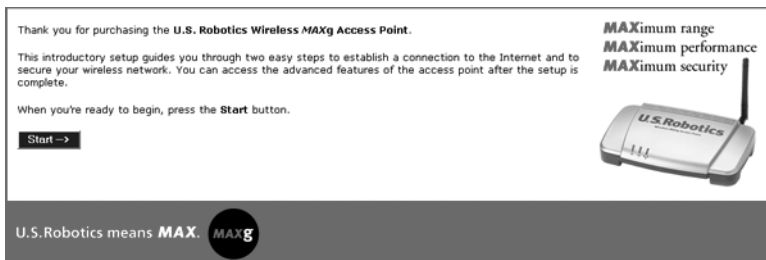 Thank you for purchasing the U.S. Robotics Wireless MAXg Access Point.
This introductory setup guides you through two easy steps to establish a connection to the Internet and to
secure your wireless network. You can access the advanced features of the access point after the setup is
complete.
When you're ready to begin, press the Start button.
Start -->
MAXimum range
MAXimum performance
MAXimum security
U.S.Robotics
U.S.Robotics means MAX.
MAXg